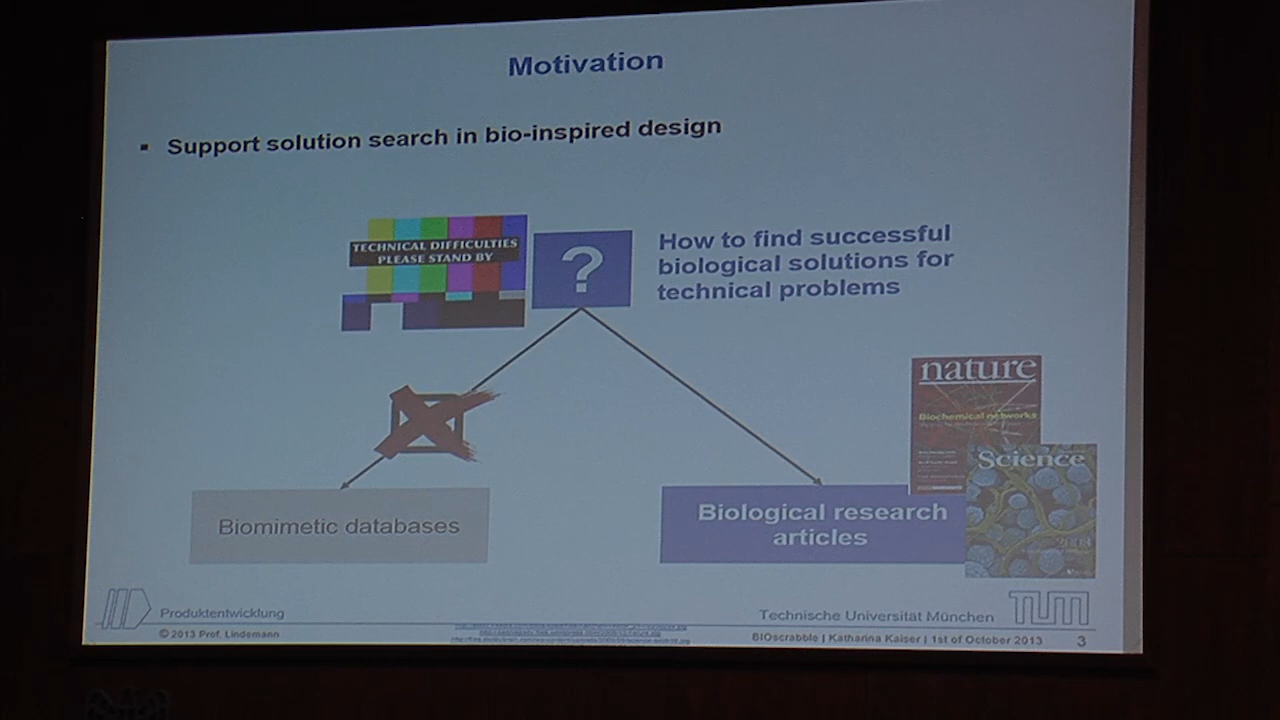 Motivation
▪ Support solution search in bio-inspired design
TECHNICAL DIFFICULTIES
PLEASE STAND BY
?
How to find successful
biological solutions for
technical problems
nature
Biochemical networks
Science
Biomimetic databases
Biological research
articles
Produktentwicklung
© 2013 Prof. Lindemann
Technische Universität München
TUM
BIOscrabble | Katharina Kaiser | 1st of October 2013
3